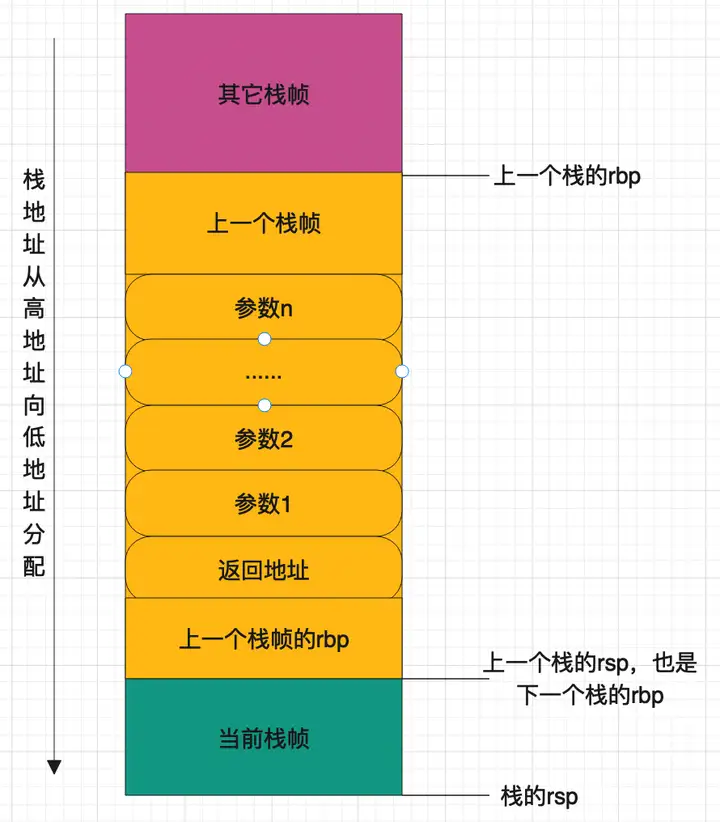 栈地址从高地址向低地址分配
其它栈帧
上一个栈的rbp
上一个栈帧
参数n
......
参数2
参数1
返回地址
上一个栈帧的rbp
上一个栈的rsp，也是
下一个栈的rbp
当前栈帧
栈的rsp